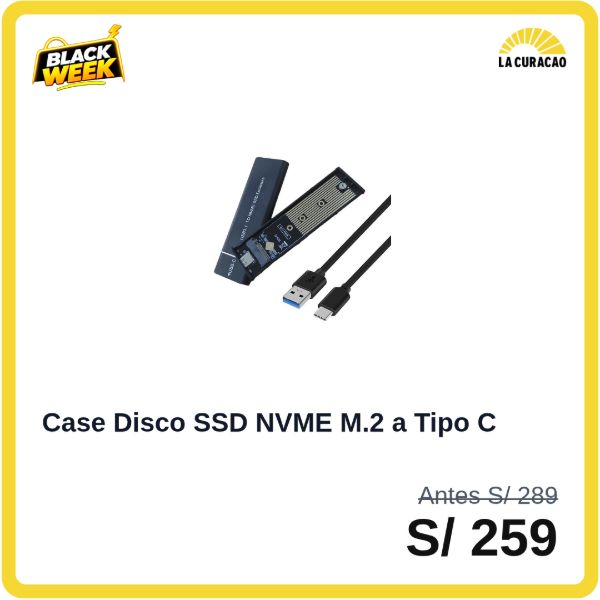 BLACK
WEEK
LA CURACAO
Case Disco SSD NVME M.2 a Tipo C
Antes S/ 289
S/ 259